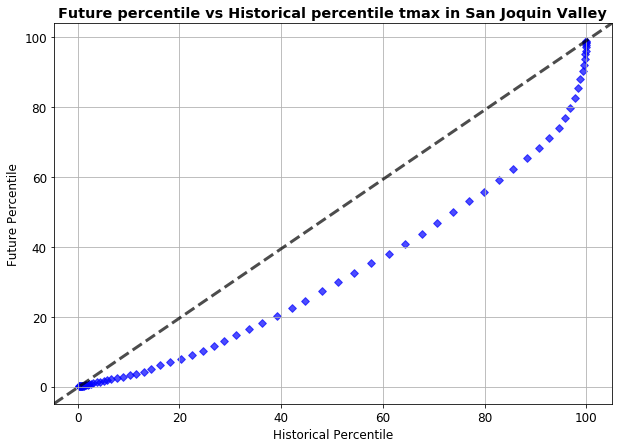 Future percentile vs Historical percentile tmax in San Joquin Valley
100
80
60
40
20
0
Future Percentile
0 20 40 60 80 100
Historical Percentile